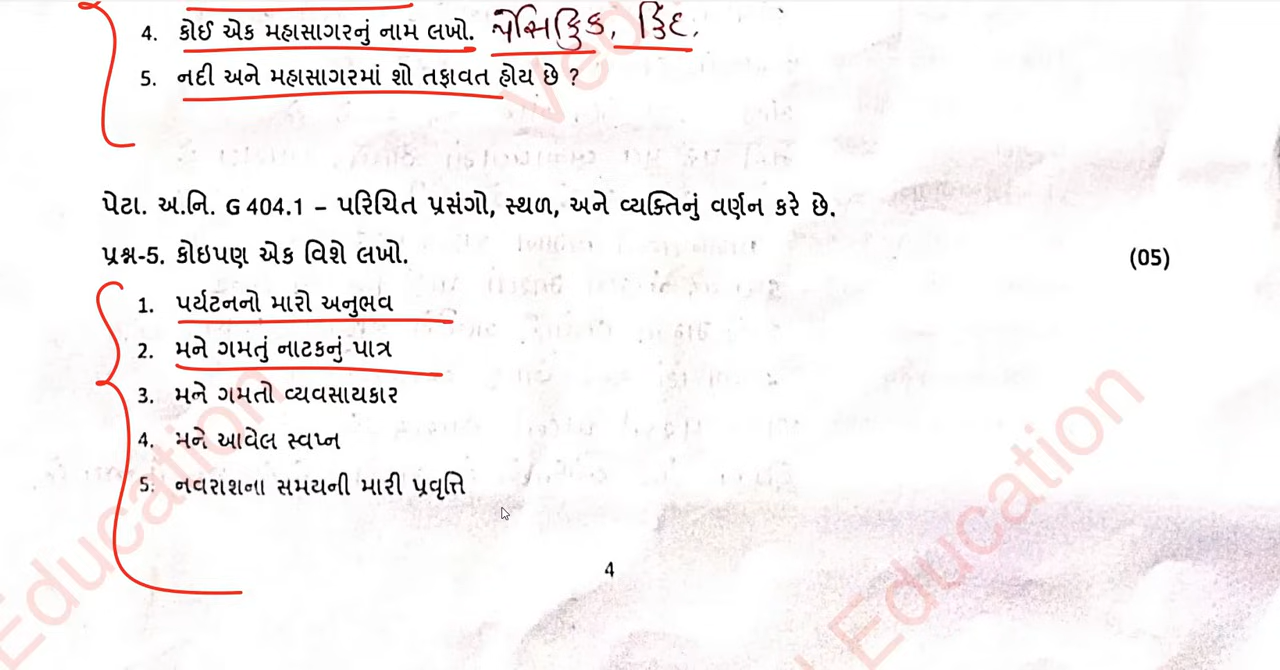 4. કોઈ એક મહાસાગરનું નામ લખો. પેસિફિક, હિંદ.
5. નદી અને મહાસાગરમાં શો તફાવત હોય છે ?
પેટા. અ.નિ. G 404.1 – પરિચિત પ્રસંગો, સ્થળ, અને વ્યક્તિનું વર્ણન કરે છે.
પ્રશ્ન-5. કોઇપણ એક વિશે લખો. (05)
1. પર્યટનનો મારો અનુભવ
2. મને ગમતું નાટકનું પાત્ર
3. મને ગમતો વ્યવસાયકાર
4. મને આવેલ સ્વપ્ન
5. નવરાશના સમયની મારી પ્રવૃત્તિ
4
Education
Education